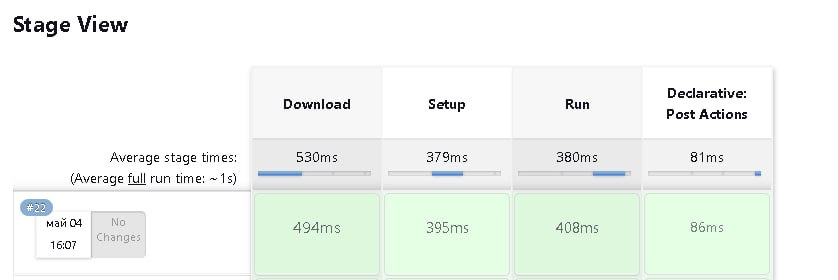 Stage View
Download
Setup
Run
Declarative:
Post Actions
Average stage times:
(Average full run time: ~1s)
530ms
379ms
380ms
81ms
#22
май 04
16:07
No
Changes
494ms
395ms
408ms
86ms